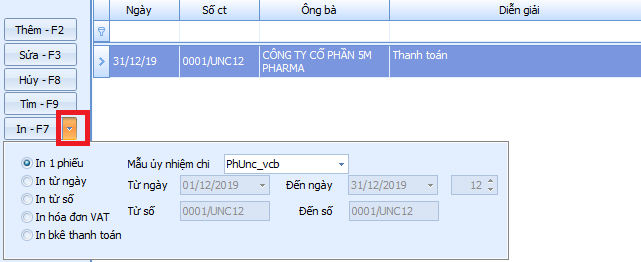 Ngày Số ct Ông bà Diễn giải
Thêm - F2
Sửa - F3
Hủy - F8
Tìm - F9
In - F7
31/12/19 0001/UNC12 CÔNG TY CỔ PHẦN 5M PHARMA Thanh toán
In 1 phiếu Mẫu ủy nhiệm chi PhUnc_vcb
In từ ngày Từ ngày 01/12/2019 Đến ngày 31/12/2019 12
In từ số Từ số 0001/UNC12 Đến số 0001/UNC12
In hóa đơn VAT
In bkê thanh toán